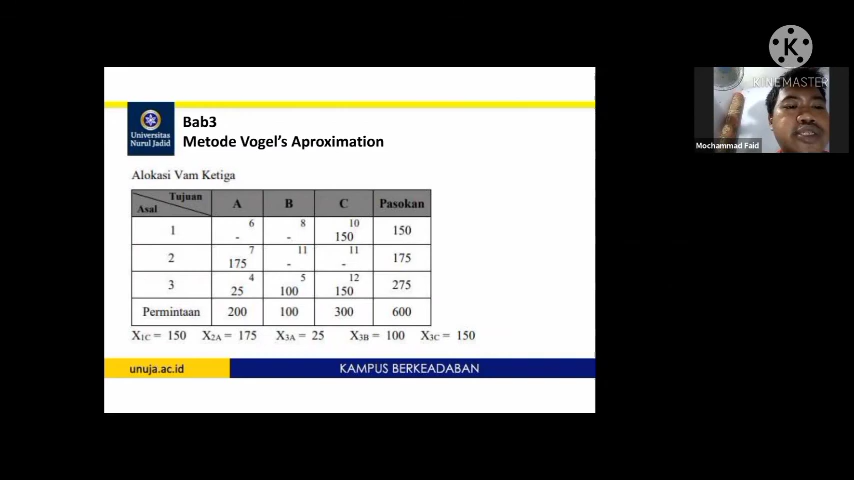 K
KINEMASTER
Mochammad Faid
Universitas
Nurul Jadid
Bab3
Metode Vogel's Aproximation
Alokasi Vam Ketiga
Tujuan
Asal
A B C Pasokan
1 6 - 8 - 10 150 150
2 7 175 11 - 11 - 175
3 4 25 5 100 12 150 275
Permintaan 200 100 300 600
X1C = 150 X2A = 175 X3A = 25 X3B = 100 X3C = 150
unuja.ac.id KAMPUS BERKEADABAN